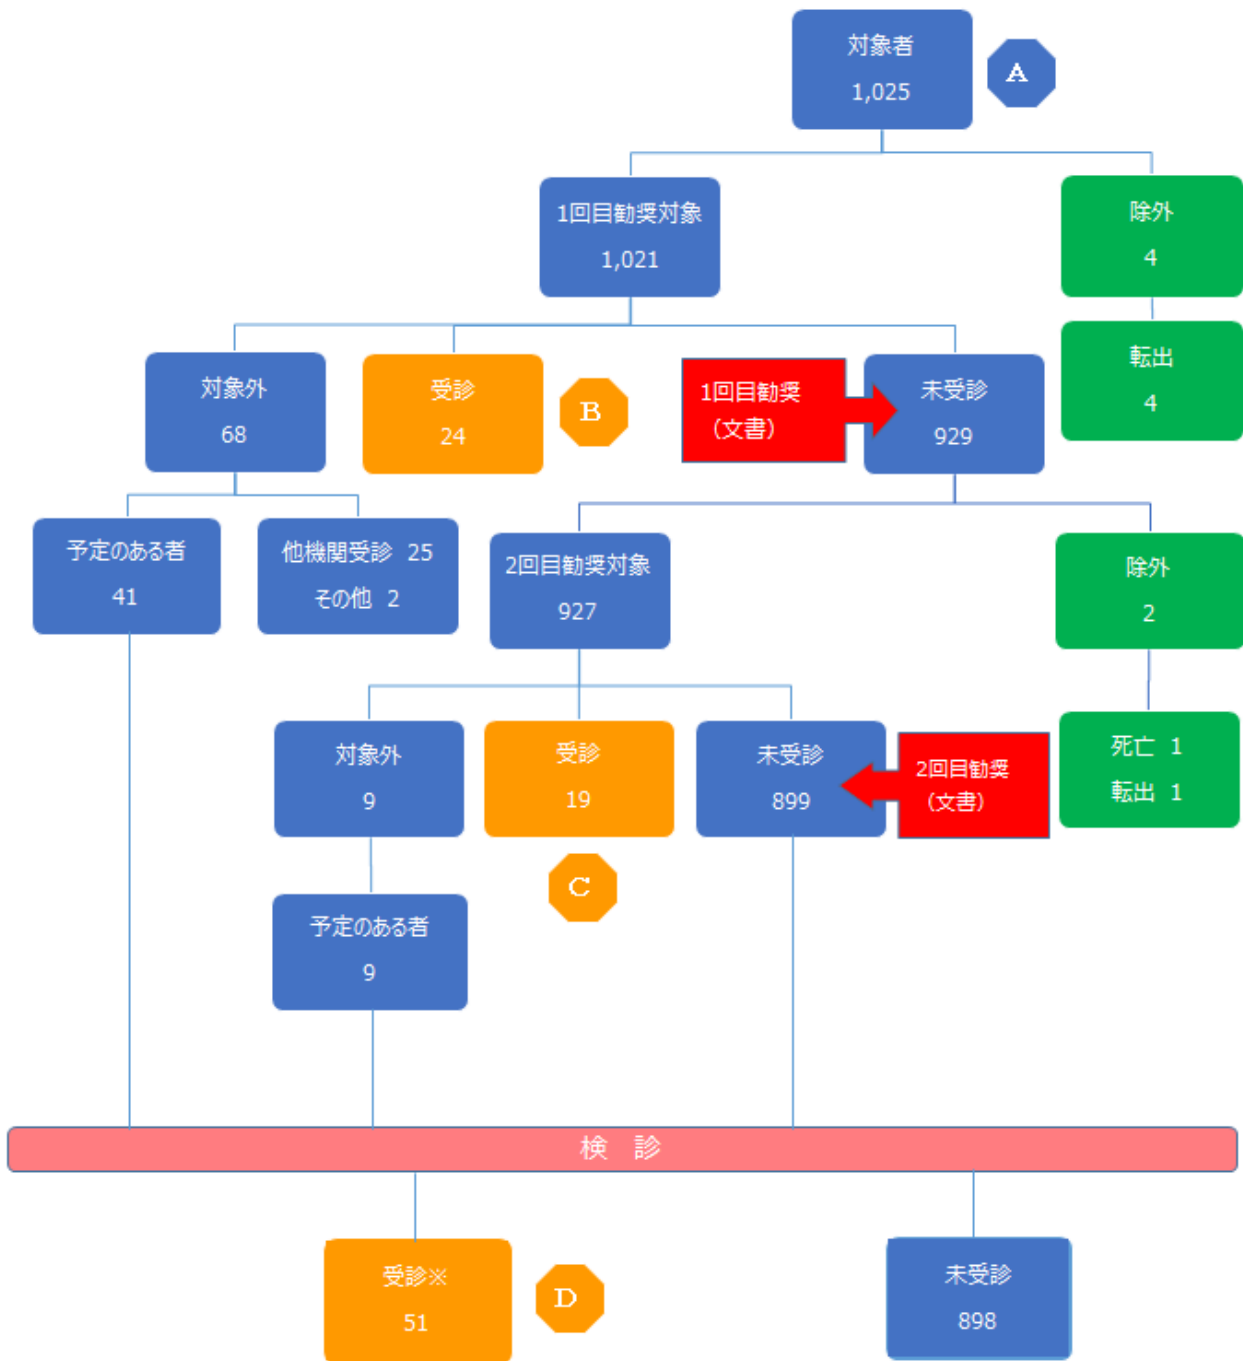 対象者
1,025
A
1回目勧奨対象
1,021
除外
4
対象外
68
受診
24
B
1回目勧奨
（文書）
未受診
929
転出
4
予定のある者
41
他機関受診 25
その他 2
2回目勧奨対象
927
除外
2
対象外
9
受診
19
未受診
899
2回目勧奨
（文書）
死亡 1
転出 1
C
予定のある者
9
検 診
受診※
51
D
未受診
898